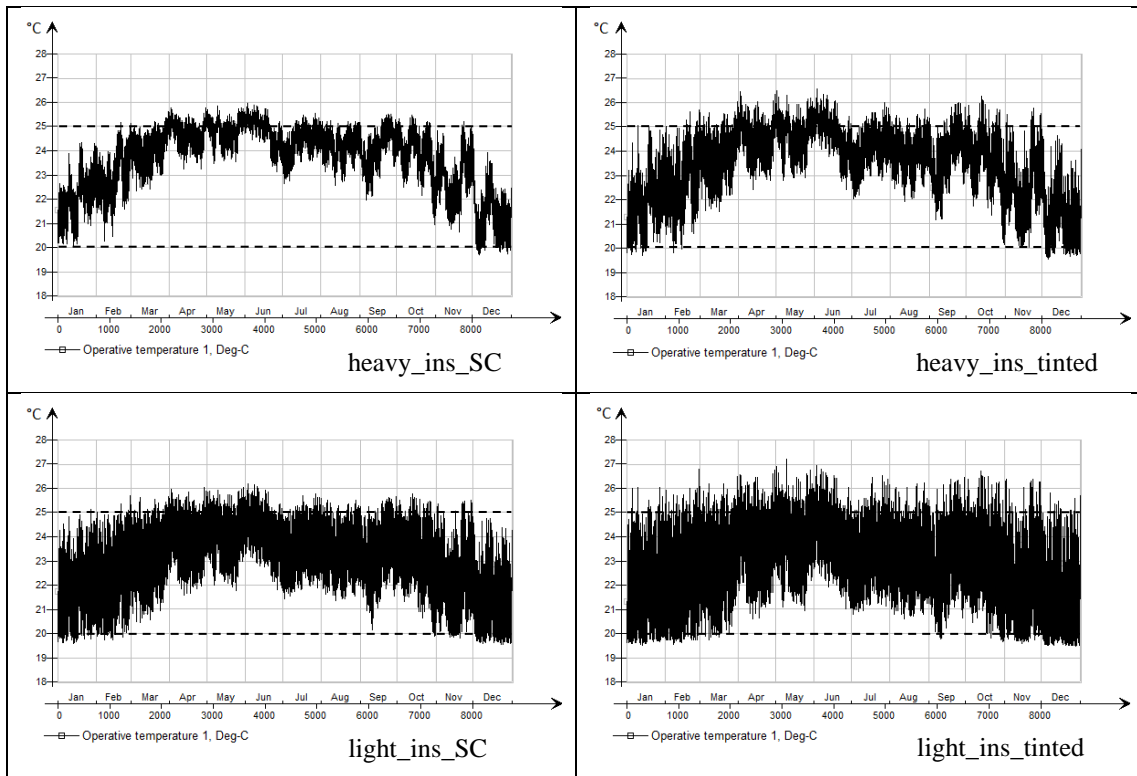 °C
28
27
26
25
24
23
22
21
20
19
18
Jan Feb Mar Apr May Jun Jul Aug Sep Oct Nov Dec
0 1000 2000 3000 4000 5000 6000 7000 8000
Operative temperature 1, Deg-C
heavy_ins_SC
°C
28
27
26
25
24
23
22
21
20
19
18
Jan Feb Mar Apr May Jun Jul Aug Sep Oct Nov Dec
0 1000 2000 3000 4000 5000 6000 7000 8000
Operative temperature 1, Deg-C
heavy_ins_tinted
°C
28
27
26
25
24
23
22
21
20
19
18
Jan Feb Mar Apr May Jun Jul Aug Sep Oct Nov Dec
0 1000 2000 3000 4000 5000 6000 7000 8000
Operative temperature 1, Deg-C
light_ins_SC
°C
28
27
26
25
24
23
22
21
20
19
18
Jan Feb Mar Apr May Jun Jul Aug Sep Oct Nov Dec
0 1000 2000 3000 4000 5000 6000 7000 8000
Operative temperature 1, Deg-C
light_ins_tinted